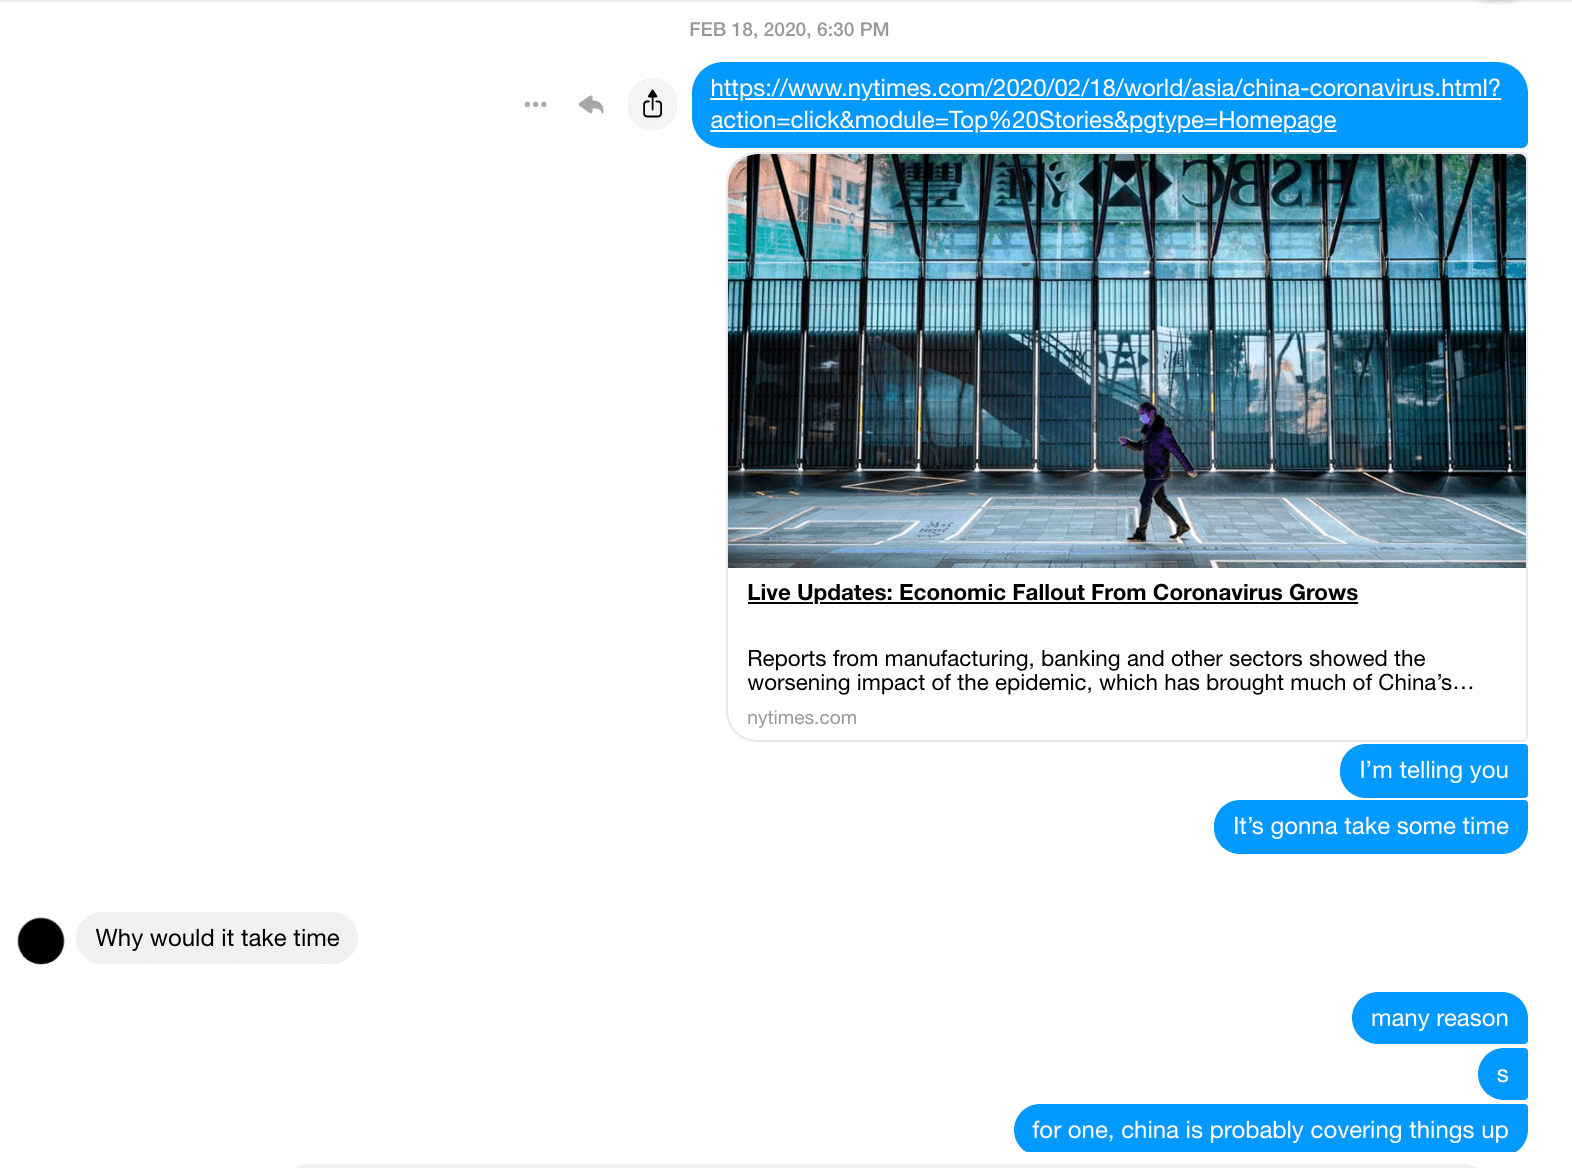 FEB 18, 2020, 6:30 PM
https://www.nytimes.com/2020/02/18/world/asia/china-coronavirus.html?
action=click&module=Top%20Stories&pgtype=Homepage
豐 滙 HSBC
Live Updates: Economic Fallout From Coronavirus Grows
Reports from manufacturing, banking and other sectors showed the
worsening impact of the epidemic, which has brought much of China’s…
nytimes.com
I’m telling you
It’s gonna take some time
Why would it take time
many reason
s
for one, china is probably covering things up